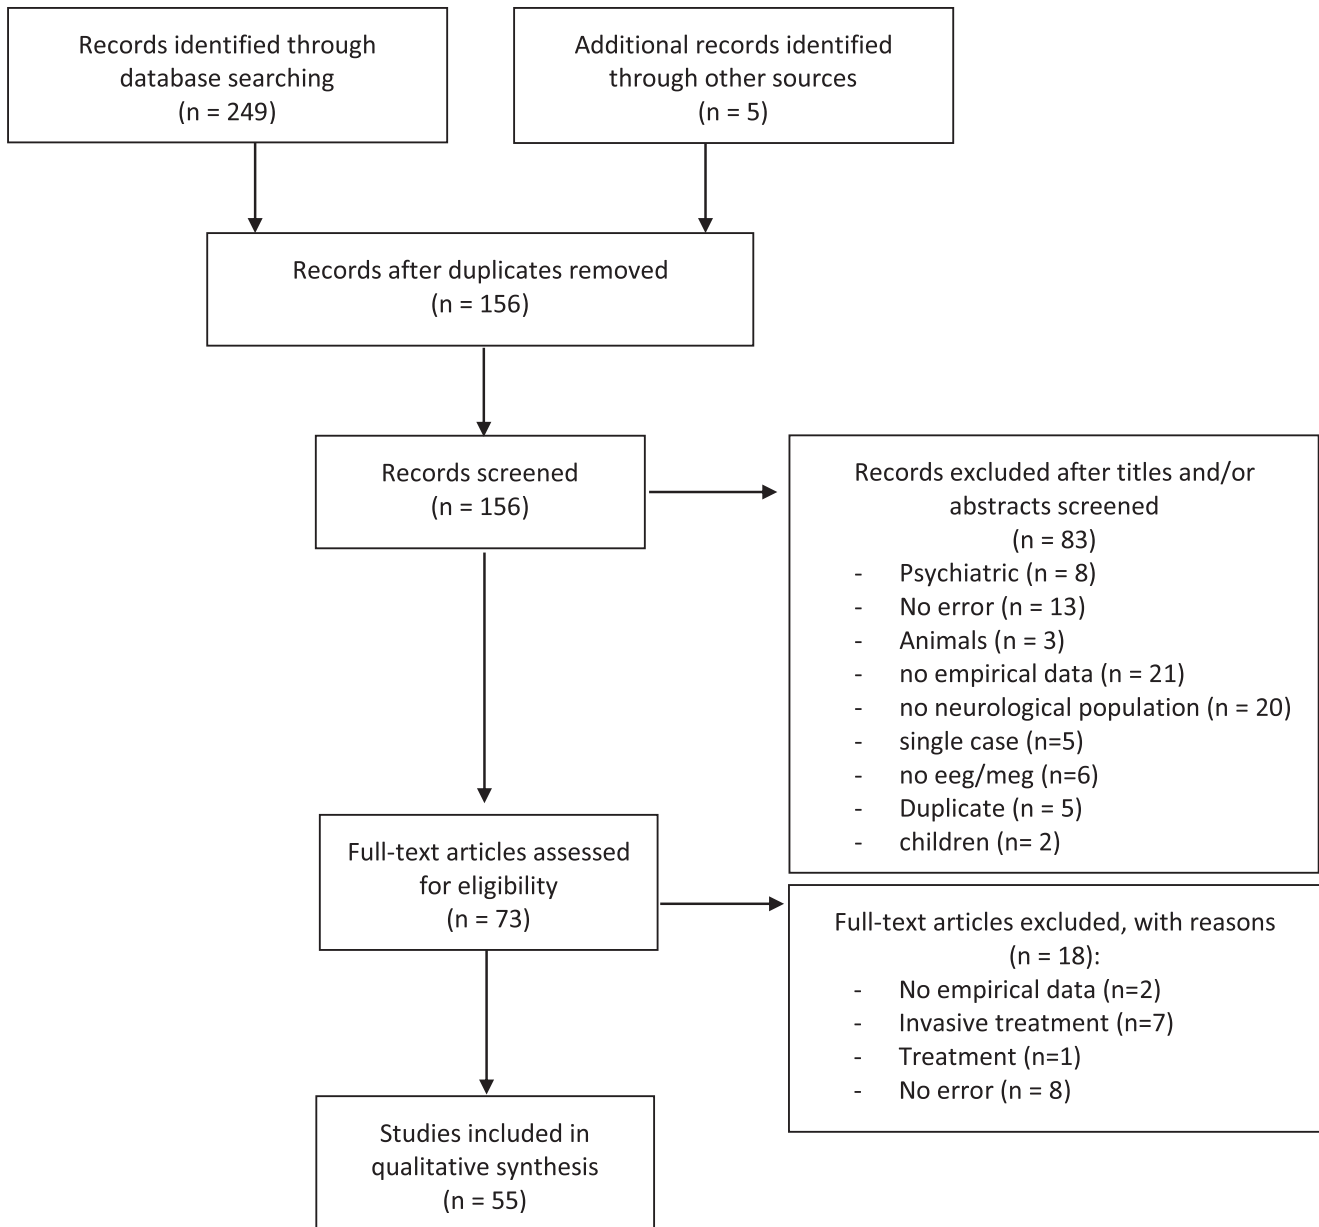 Records identified through
database searching
(n = 249)
Additional records identified
through other sources
(n = 5)
Records after duplicates removed
(n = 156)
Records screened
(n = 156)
Records excluded after titles and/or
abstracts screened
(n = 83)
- Psychiatric (n = 8)
- No error (n = 13)
- Animals (n = 3)
- no empirical data (n = 21)
- no neurological population (n = 20)
- single case (n=5)
- no eeg/meg (n=6)
- Duplicate (n = 5)
- children (n= 2)
Full-text articles assessed
for eligibility
(n = 73)
Full-text articles excluded, with reasons
(n = 18):
- No empirical data (n=2)
- Invasive treatment (n=7)
- Treatment (n=1)
- No error (n = 8)
Studies included in
qualitative synthesis
(n = 55)